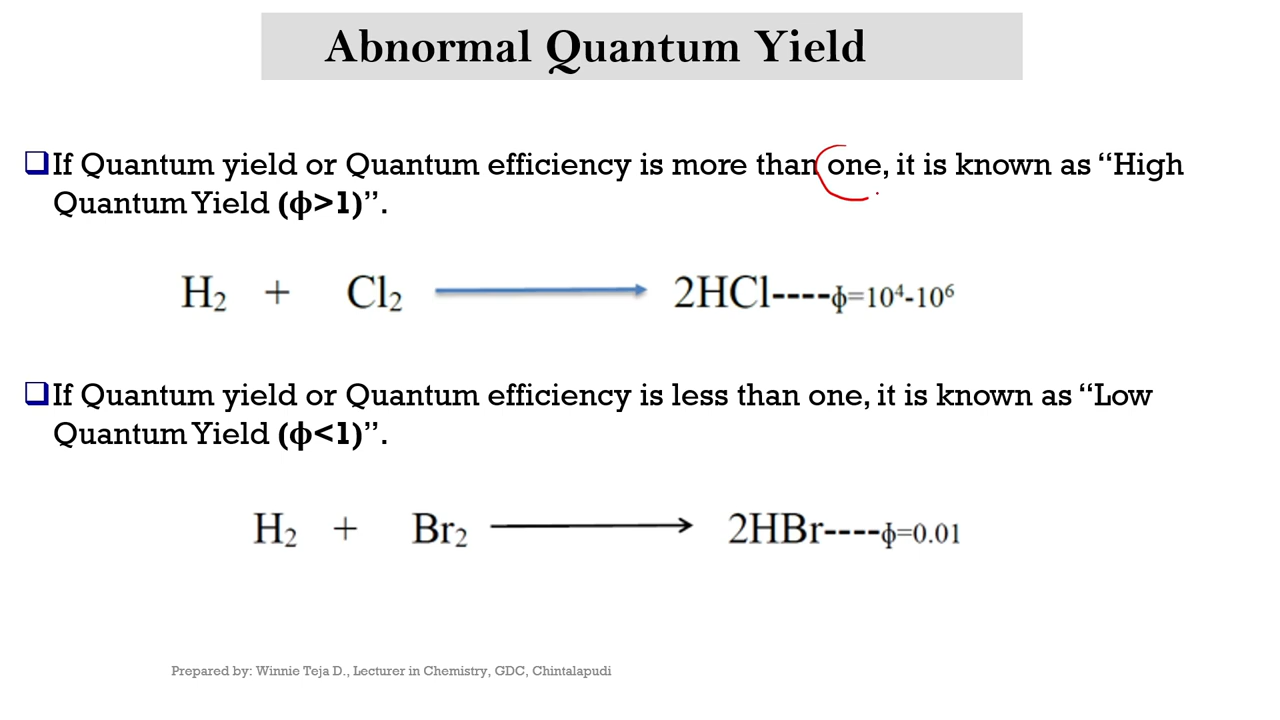 Abnormal Quantum Yield
If Quantum yield or Quantum efficiency is more than one, it is known as “High
Quantum Yield (ϕ>1)”.
H₂ + Cl₂ ⟶ 2HCl----ϕ=10⁴-10⁶
If Quantum yield or Quantum efficiency is less than one, it is known as “Low
Quantum Yield (ϕ<1)”.
H₂ + Br₂ ⟶ 2HBr----ϕ=0.01
Prepared by: Winnie Teja D., Lecturer in Chemistry, GDC, Chintalapudi